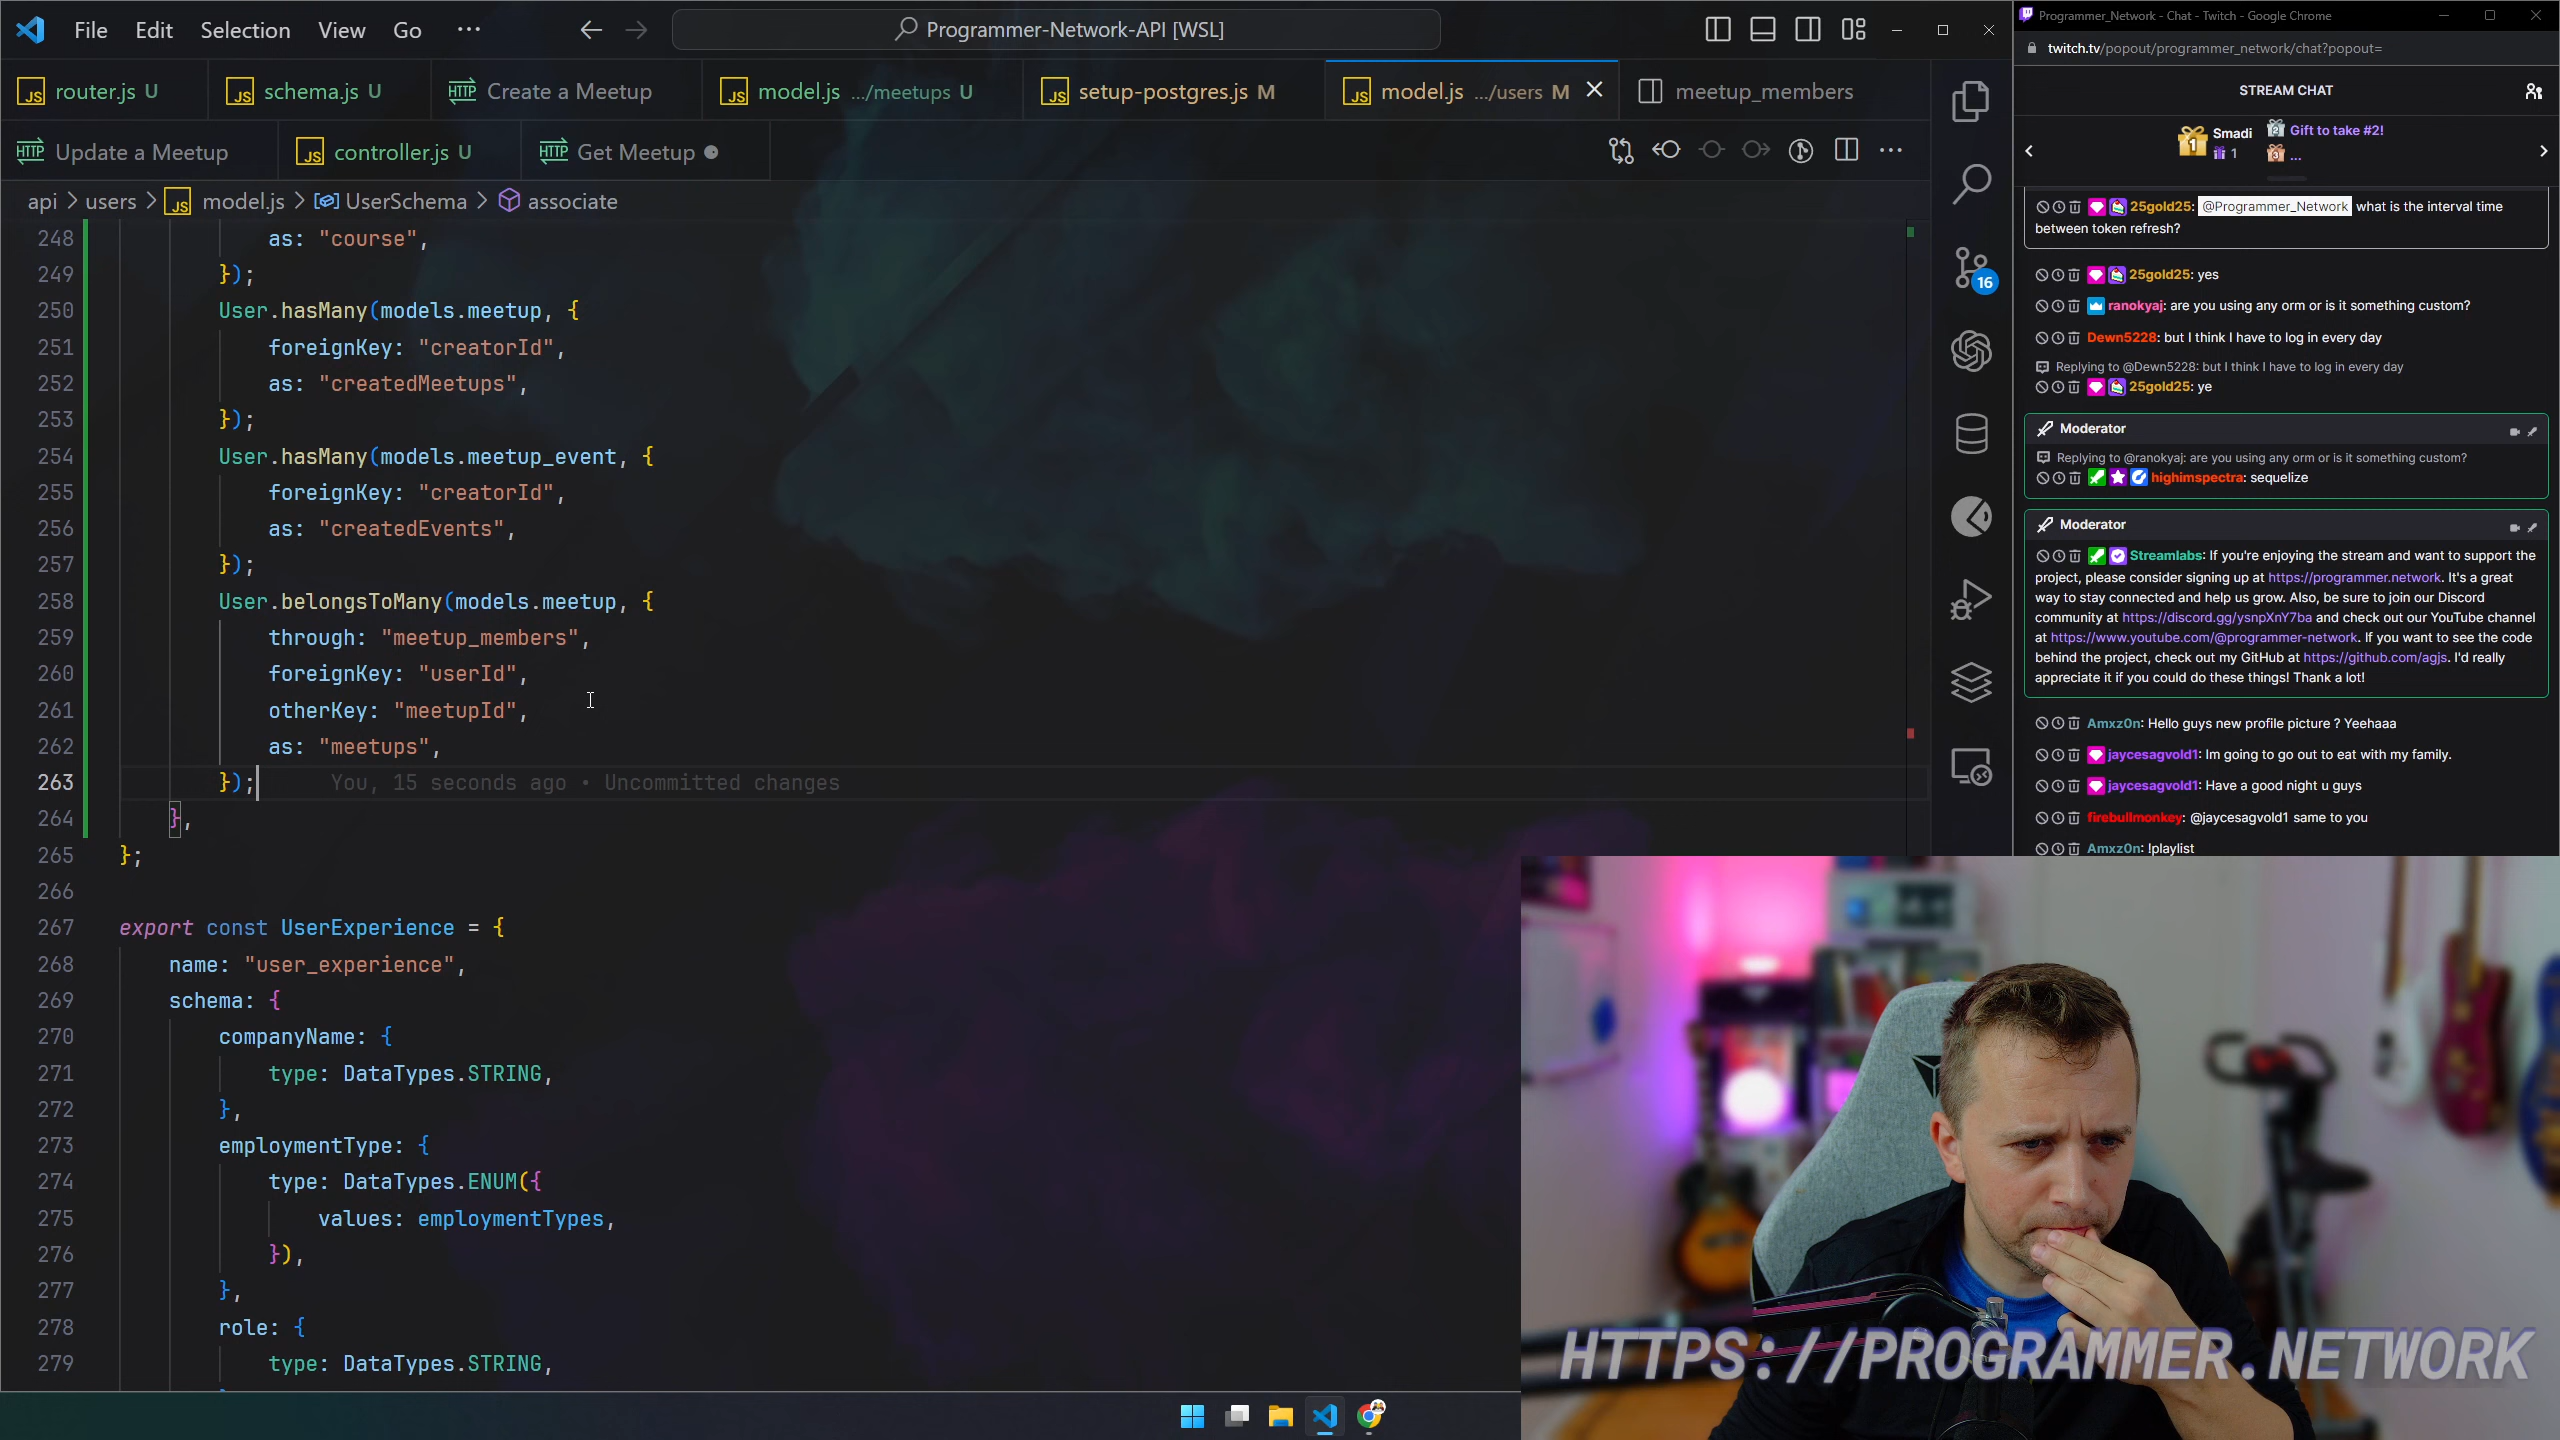 File Edit Selection View Go ··· Programmer-Network-API [WSL]
router.js U schema.js U Create a Meetup model.js .../meetups U setup-postgres.js M model.js .../users M meetup_members
Update a Meetup controller.js U Get Meetup
api > users > model.js > UserSchema > associate
248 as: "course",
249 });
250 User.hasMany(models.meetup, {
251 foreignKey: "creatorId",
252 as: "createdMeetups",
253 });
254 User.hasMany(models.meetup_event, {
255 foreignKey: "creatorId",
256 as: "createdEvents",
257 });
258 User.belongsToMany(models.meetup, {
259 through: "meetup_members",
260 foreignKey: "userId",
261 otherKey: "meetupId",
262 as: "meetups",
263 }); You, 15 seconds ago • Uncommitted changes
264 },
265 };
266
267 export const UserExperience = {
268 name: "user_experience",
269 schema: {
270 companyName: {
271 type: DataTypes.STRING,
272 },
273 employmentType: {
274 type: DataTypes.ENUM({
275 values: employmentTypes,
276 }),
277 },
278 role: {
279 type: DataTypes.STRING,
16
Programmer_Network - Chat - Twitch - Google Chrome
twitch.tv/popout/programmer_network/chat?popout=
STREAM CHAT
1 Smadi 1
2 Gift to take #2!
3 ...
25gold25: @Programmer_Network what is the interval time
between token refresh?
25gold25: yes
ranokyaj: are you using any orm or is it something custom?
Dewn5228: but I think I have to log in every day
Replying to @Dewn5228: but I think I have to log in every day
25gold25: ye
Moderator
Replying to @ranokyaj: are you using any orm or is it something custom?
highimspectra: sequelize
Moderator
Streamlabs: If you're enjoying the stream and want to support the
project, please consider signing up at https://programmer.network. It's a great
way to stay connected and help us grow. Also, be sure to join our Discord
community at https://discord.gg/ysnpXnY7ba and check out our YouTube channel
at https://www.youtube.com/@programmer-network. If you want to see the code
behind the project, check out my GitHub at https://github.com/agjs. I'd really
appreciate it if you could do these things! Thank a lot!
Amxz0n: Hello guys new profile picture ? Yeehaaa
jaycesagvold1: Im going to go out to eat with my family.
jaycesagvold1: Have a good night u guys
firebullmonkey: @jaycesagvold1 same to you
Amxz0n: !playlist
HTTPS://PROGRAMMER.NETWORK